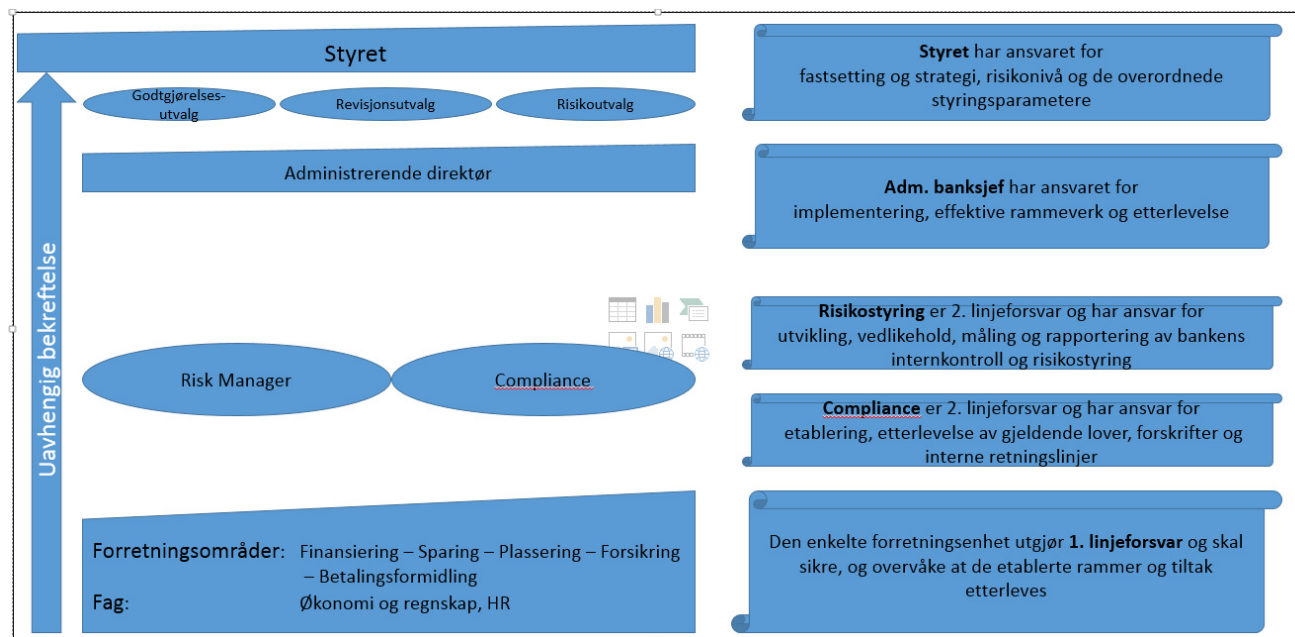 Styret
Godtgjørelses-
utvalg
Revisjonsutvalg
Risikoutvalg
Administrerende direktør
Uavhengig bekreftelse
Risk Manager
Compliance
Forretningsområder: Finansiering – Sparing – Plassering – Forsikring
– Betalingsformidling
Fag: Økonomi og regnskap, HR
Styret har ansvaret for
fastsetting og strategi, risikonivå og de overordnede
styringsparametere
Adm. banksjef har ansvaret for
implementering, effektive rammeverk og etterlevelse
Risikostyring er 2. linjeforsvar og har ansvar for
utvikling, vedlikehold, måling og rapportering av bankens
internkontroll og risikostyring
Compliance er 2. linjeforsvar og har ansvar for
etablering, etterlevelse av gjeldende lover, forskrifter og
interne retningslinjer
Den enkelte forretningsenhet utgjør 1. linjeforsvar og skal
sikre, og overvåke at de etablerte rammer og tiltak
etterleves